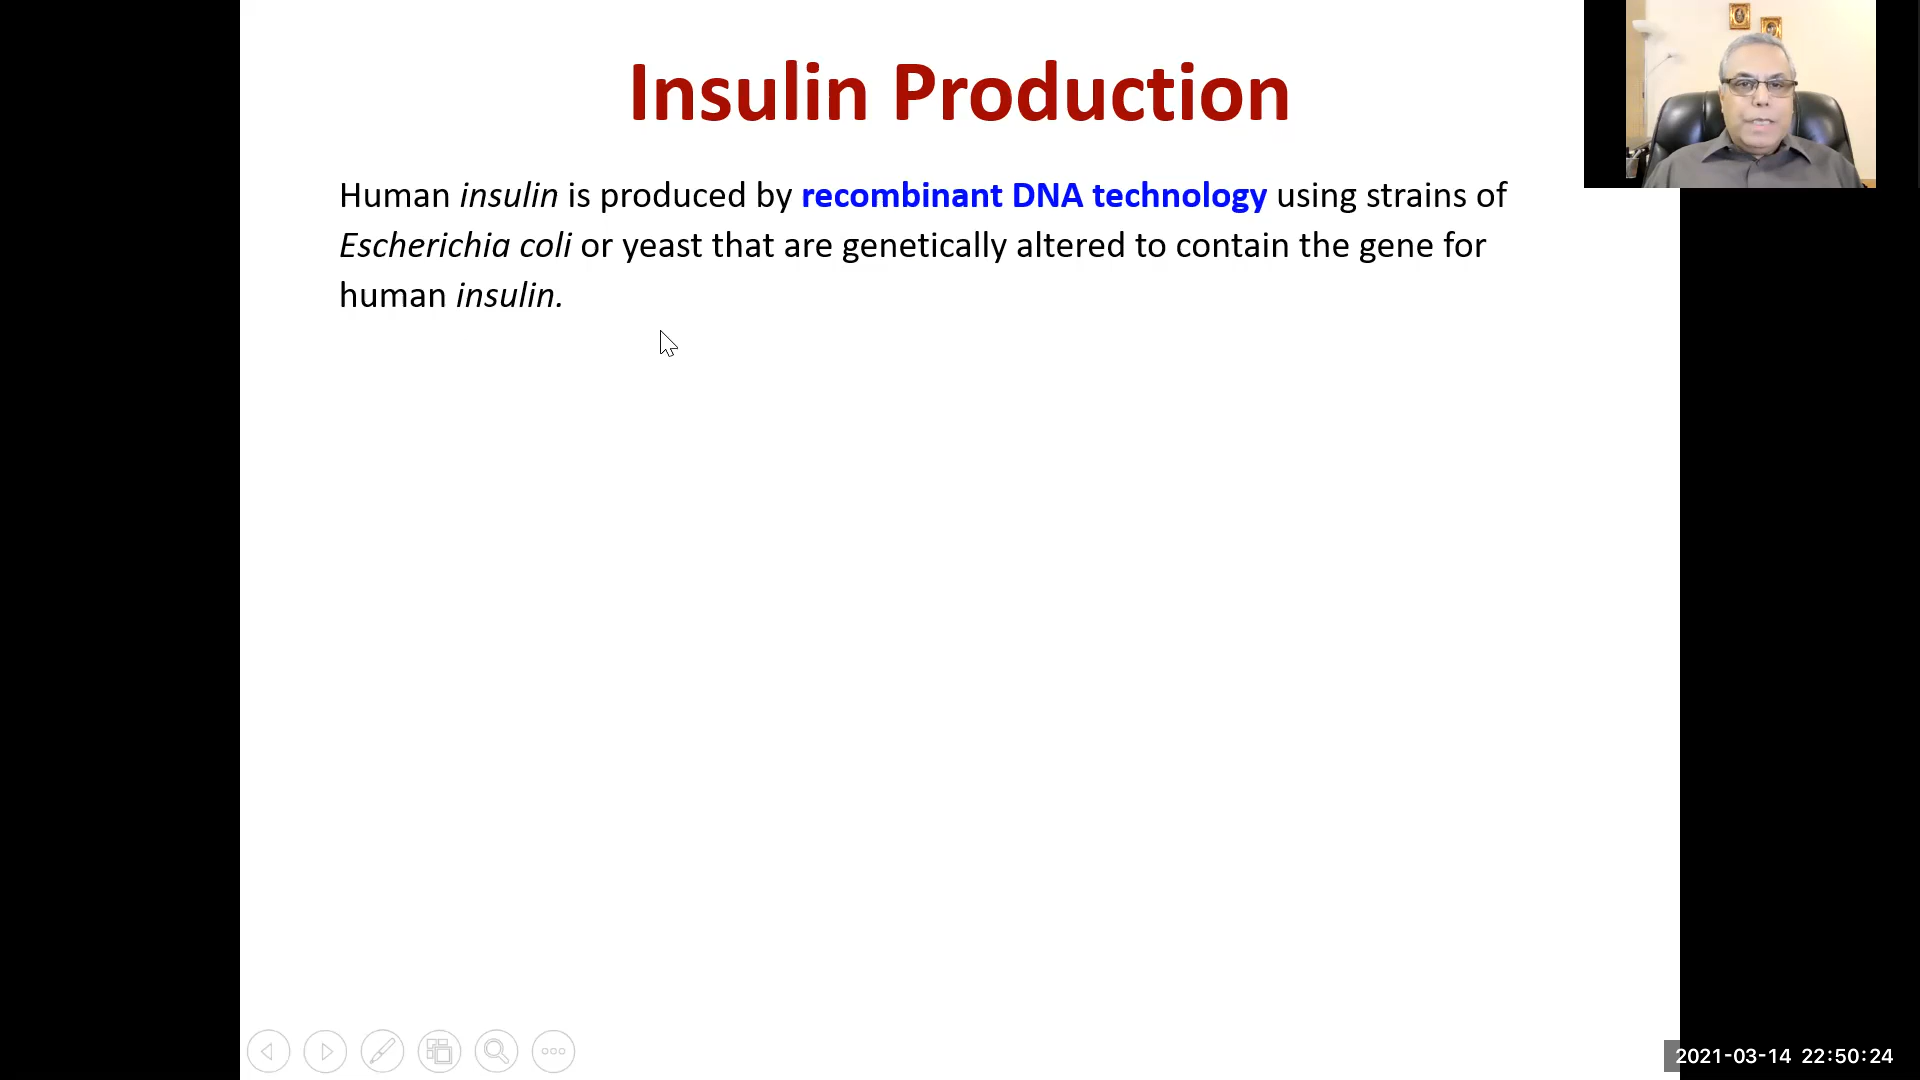 Insulin Production
Human insulin is produced by recombinant DNA technology using strains of
Escherichia coli or yeast that are genetically altered to contain the gene for
human insulin.
2021-03-14 22:50:24